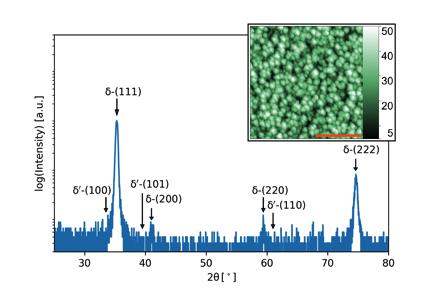 50
40
30
20
5
δ-(111)
δ-(222)
δ′-(100)
δ′-(101)
δ-(200)
δ-(220)
δ′-(110)
log(Intensity) [a.u.]
30 40 50 60 70 80
2θ [°]